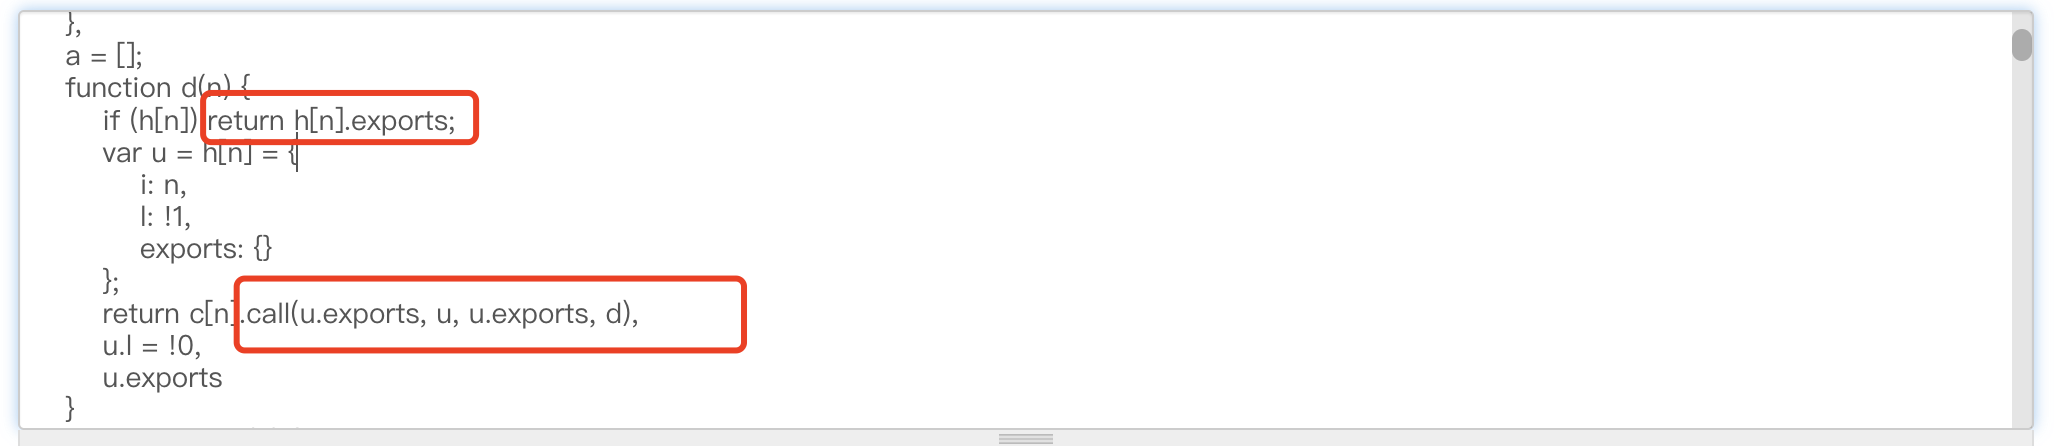 },
a = [];
function d(n) {
if (h[n]) return h[n].exports;
var u = h[n] = {
i: n,
l: !1,
exports: {}
};
return c[n].call(u.exports, u, u.exports, d),
u.l = !0,
u.exports
}